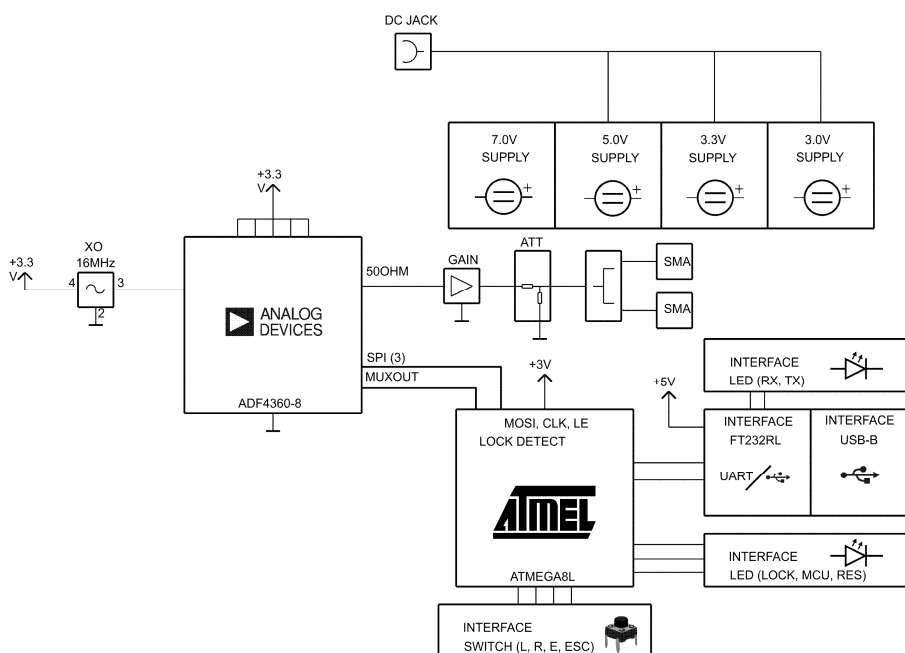 DC JACK
7.0V
SUPPLY
+
5.0V
SUPPLY
+
3.3V
SUPPLY
+
3.0V
SUPPLY
+
+3.3
V
XO
16MHz
+3.3
V
4
3
2
ANALOG
DEVICES
ADF4360-8
50OHM
SPI (3)
MUXOUT
GAIN
ATT
SMA
SMA
+3V
MOSI, CLK, LE
LOCK DETECT
ATMEL
ATMEGA8L
+5V
INTERFACE
LED (RX, TX)
INTERFACE
FT232RL
UART
INTERFACE
USB-B
INTERFACE
LED (LOCK, MCU, RES)
INTERFACE
SWITCH (L, R, E, ESC)